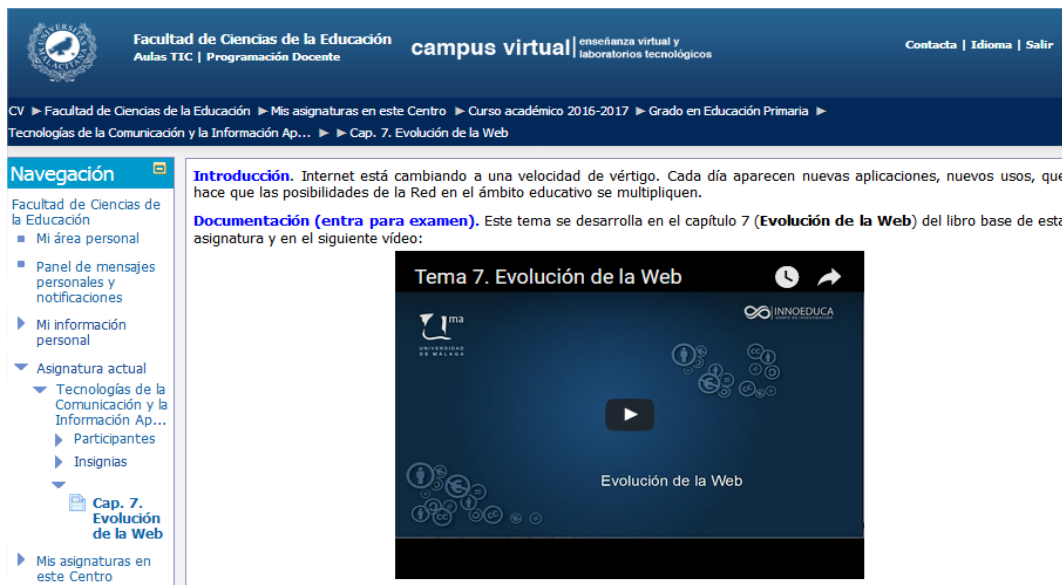 Facultad de Ciencias de la Educación
Aulas TIC | Programación Docente
campus virtual
enseñanza virtual y
laboratorios tecnológicos
Contacta | Idioma | Salir
CV ► Facultad de Ciencias de la Educación ► Mis asignaturas en este Centro ► Curso académico 2016-2017 ► Grado en Educación Primaria ►
Tecnologías de la Comunicación y la Información Ap... ► ► Cap. 7. Evolución de la Web
Navegación
Facultad de Ciencias de
la Educación
Mi área personal
Panel de mensajes
personales y
notificaciones
Mi información
personal
Asignatura actual
Tecnologías de la
Comunicación y la
Información Ap...
Participantes
Insignias
Cap. 7.
Evolución
de la Web
Mis asignaturas en
este Centro
Introducción. Internet está cambiando a una velocidad de vértigo. Cada día aparecen nuevas aplicaciones, nuevos usos, que
hace que las posibilidades de la Red en el ámbito educativo se multipliquen.
Documentación (entra para examen). Este tema se desarrolla en el capítulo 7 (Evolución de la Web) del libro base de esta
asignatura y en el siguiente vídeo:
Tema 7. Evolución de la Web
uma
UNIVERSIDAD
DE MÁLAGA
INNOEDUCA
Evolución de la Web